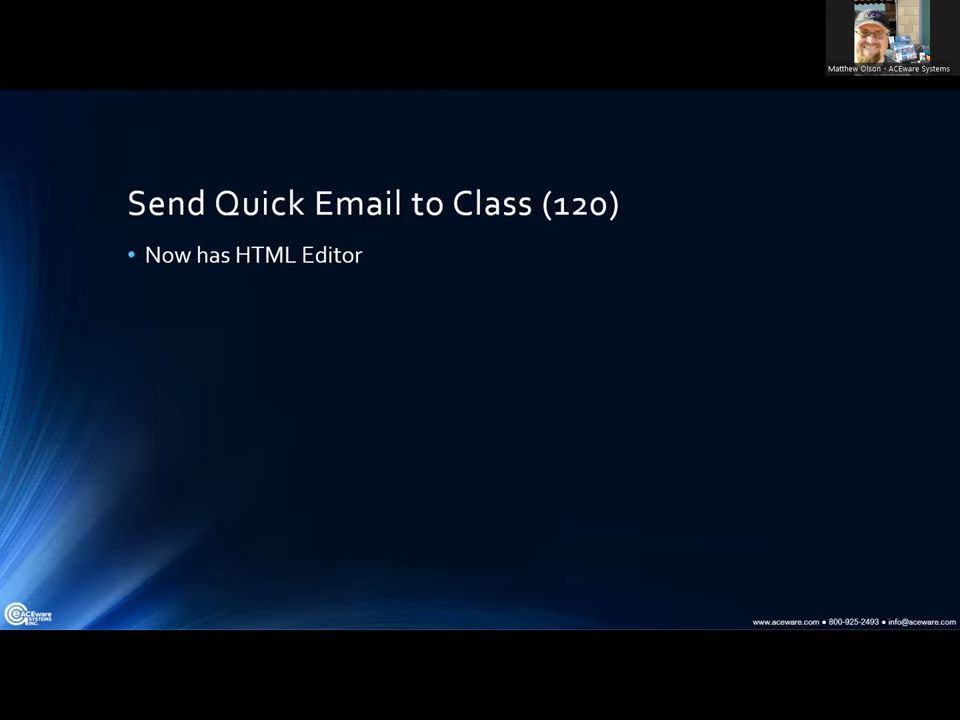 Matthew Olson - ACEware Systems
Send Quick Email to Class (120)
• Now has HTML Editor
ACEware
SYSTEMS
INC.
www.aceware.com ● 800-925-2493 ● info@aceware.com